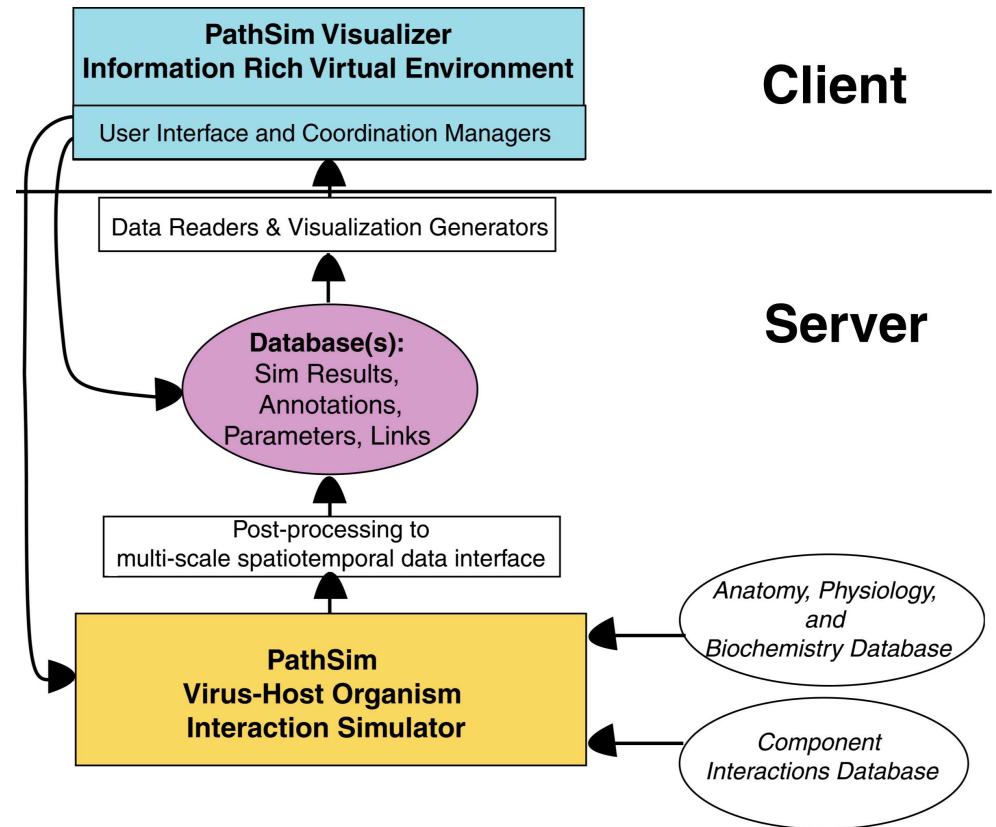 PathSim Visualizer
Information Rich Virtual Environment
Client
User Interface and Coordination Managers
Data Readers & Visualization Generators
Server
Database(s):
Sim Results,
Annotations,
Parameters, Links
Post-processing to
multi-scale spatiotemporal data interface
Anatomy, Physiology,
and
Biochemistry Database
PathSim
Virus-Host Organism
Interaction Simulator
Component
Interactions Database